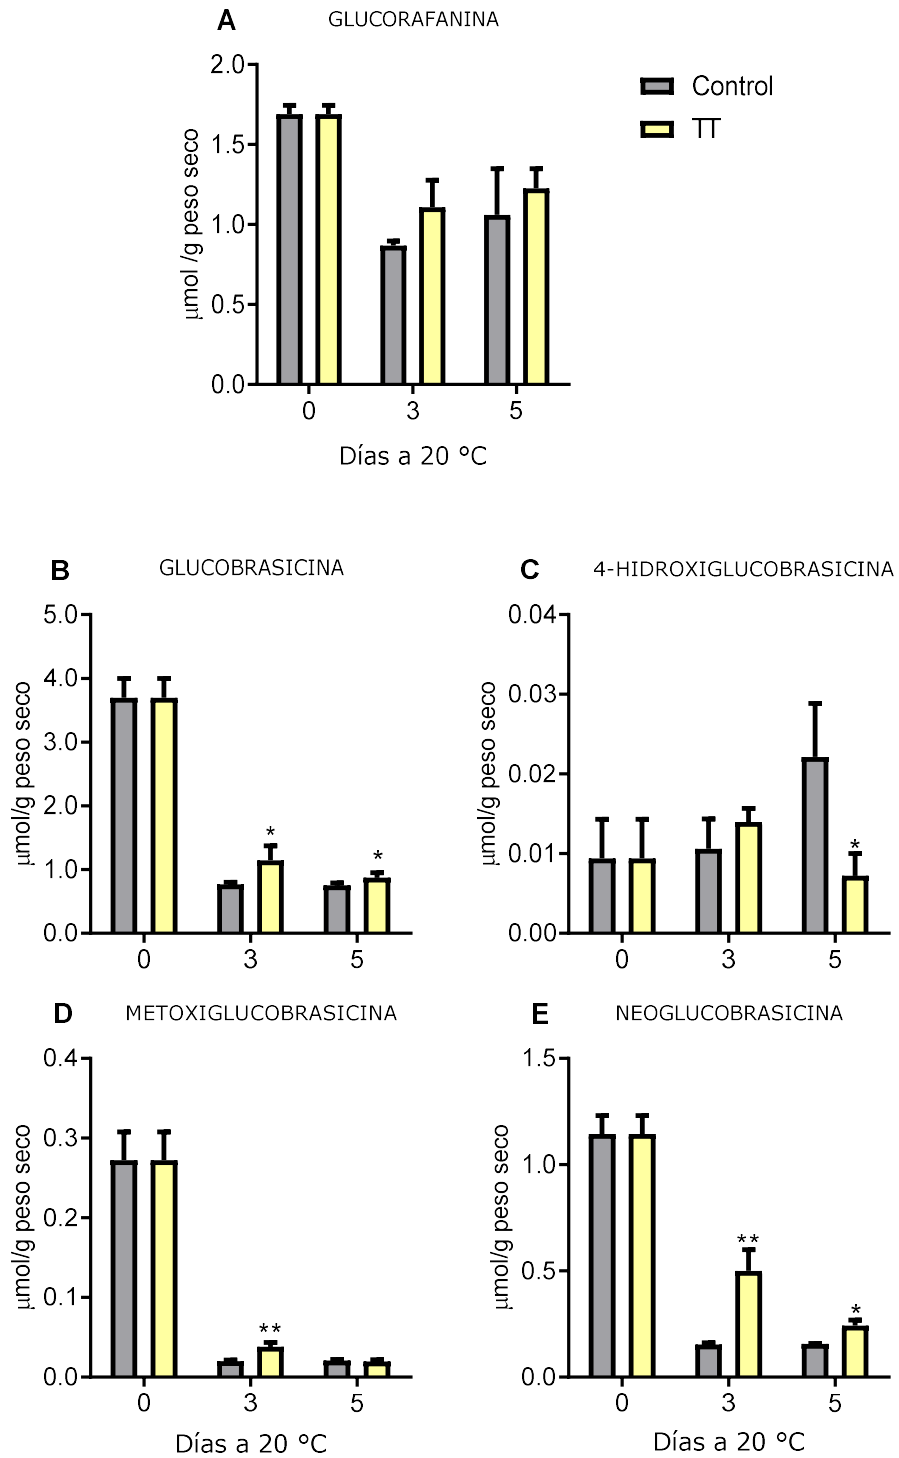 A GLUCORAFANINA
µmol /g peso seco
2.0
1.5
1.0
0.5
0.0
0 3 5
Días a 20 °C
Control
TT
B GLUCOBRASICINA
µmol/g peso seco
5.0
4.0
3.0
2.0
1.0
0.0
*
*
0 3 5
C 4-HIDROXIGLUCOBRASICINA
µmol/g peso seco
0.04
0.03
0.02
0.01
0.00
*
0 3 5
D METOXIGLUCOBRASICINA
µmol/g peso seco
0.4
0.3
0.2
0.1
0.0
**
0 3 5
Días a 20 °C
E NEOGLUCOBRASICINA
µmol/g peso seco
1.5
1.0
0.5
0.0
**
*
0 3 5
Días a 20 °C